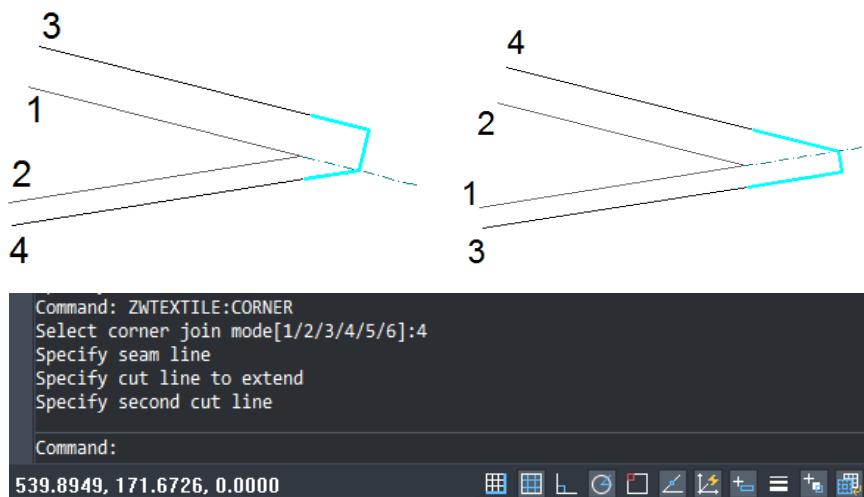 3
4
1
2
2
1
4
3
Command: ZWTEXTILE:CORNER
Select corner join mode[1/2/3/4/5/6]:4
Specify seam line
Specify cut line to extend
Specify second cut line
Command:
539.8949, 171.6726, 0.0000